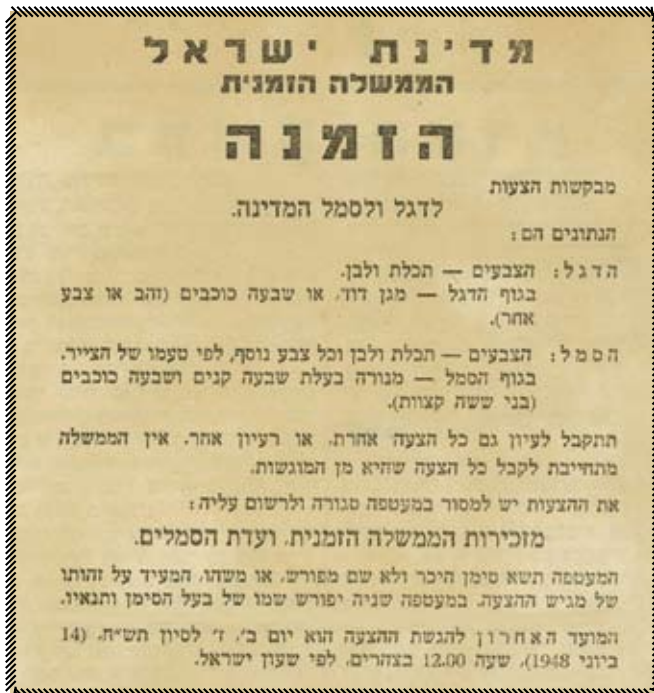 מדינת ישראל
הממשלה הזמנית
הזמנה
מבקשות הצעות
לדגל ולסמל המדינה.
הנתונים הם:
הדגל: הצבעים — תכלת ולבן.
בגוף הדגל — מגן דוד, או שבעה כוכבים (זהב או צבע
אחר).
הסמל: הצבעים — תכלת ולבן וכל צבע נוסף, לפי טעמו של הצייר.
בגוף הסמל — מנורה בעלת שבעה קנים ושבעה כוכבים
(בני ששה קצוות).
תתקבל לעיון גם כל הצעה אחרת, או רעיון אחר. אין הממשלה
מתחייבת לקבל כל הצעה שהיא מן המוגשות.
את ההצעות יש למסור במעטפה סגורה ולרשום עליה:
מזכירות הממשלה הזמנית, ועדת הסמלים.
המעטפה תשא סימן היכר ולא שם מפורש, או משהו, המעיד על זהותו
של מגיש ההצעה. במעטפה שניה יפורש שמו של בעל הסימן ותנאיו.
המועד האחרון להגשת ההצעה הוא יום ב', ז' לסיון תש"ח, (14
ביוני 1948), שעה 12.00 בצהרים, לפי שעון ישראל.